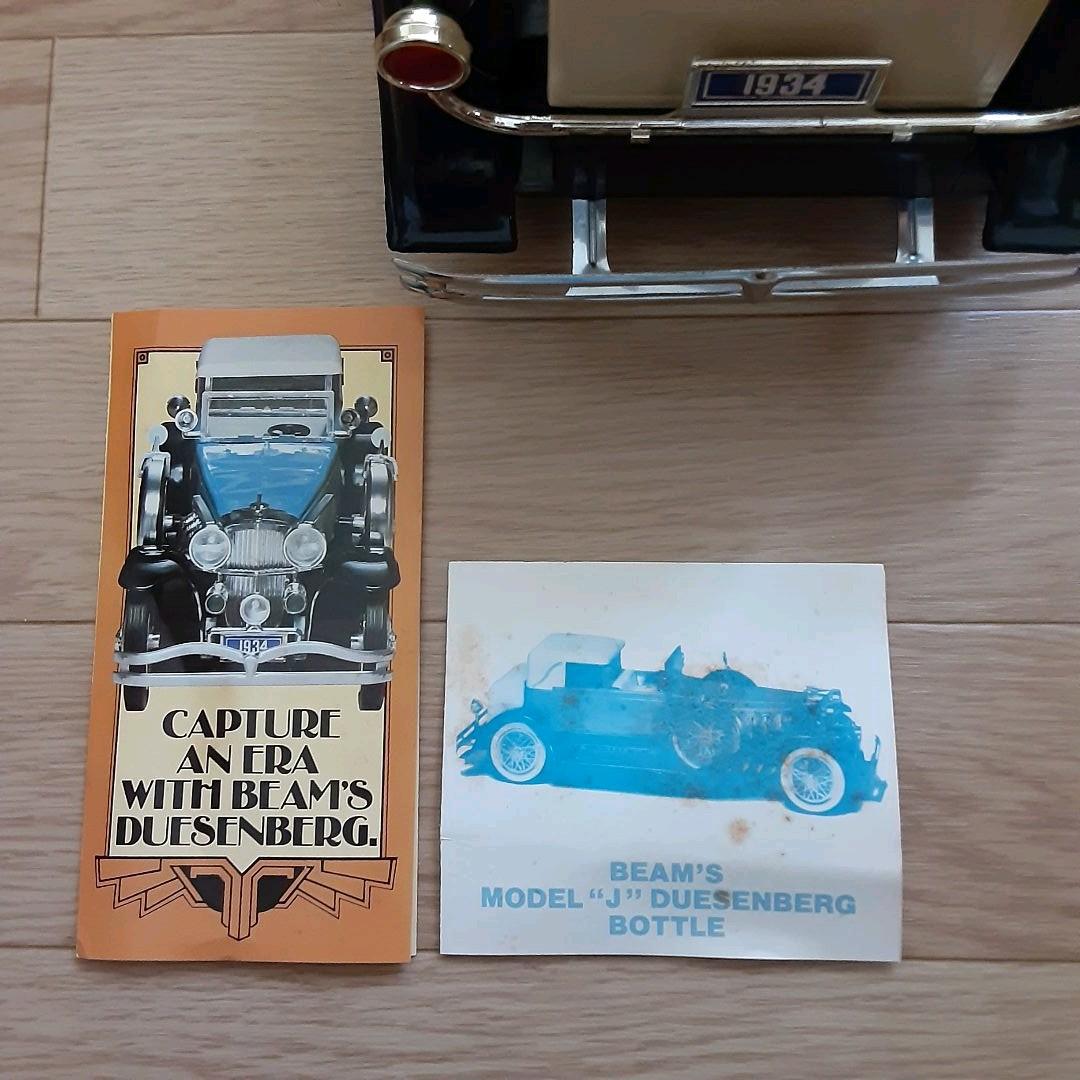 1934
1934
CAPTURE
AN ERA
WITH BEAM'S
DUESENBERG.
BEAM'S
MODEL "J" DUESENBERG
BOTTLE